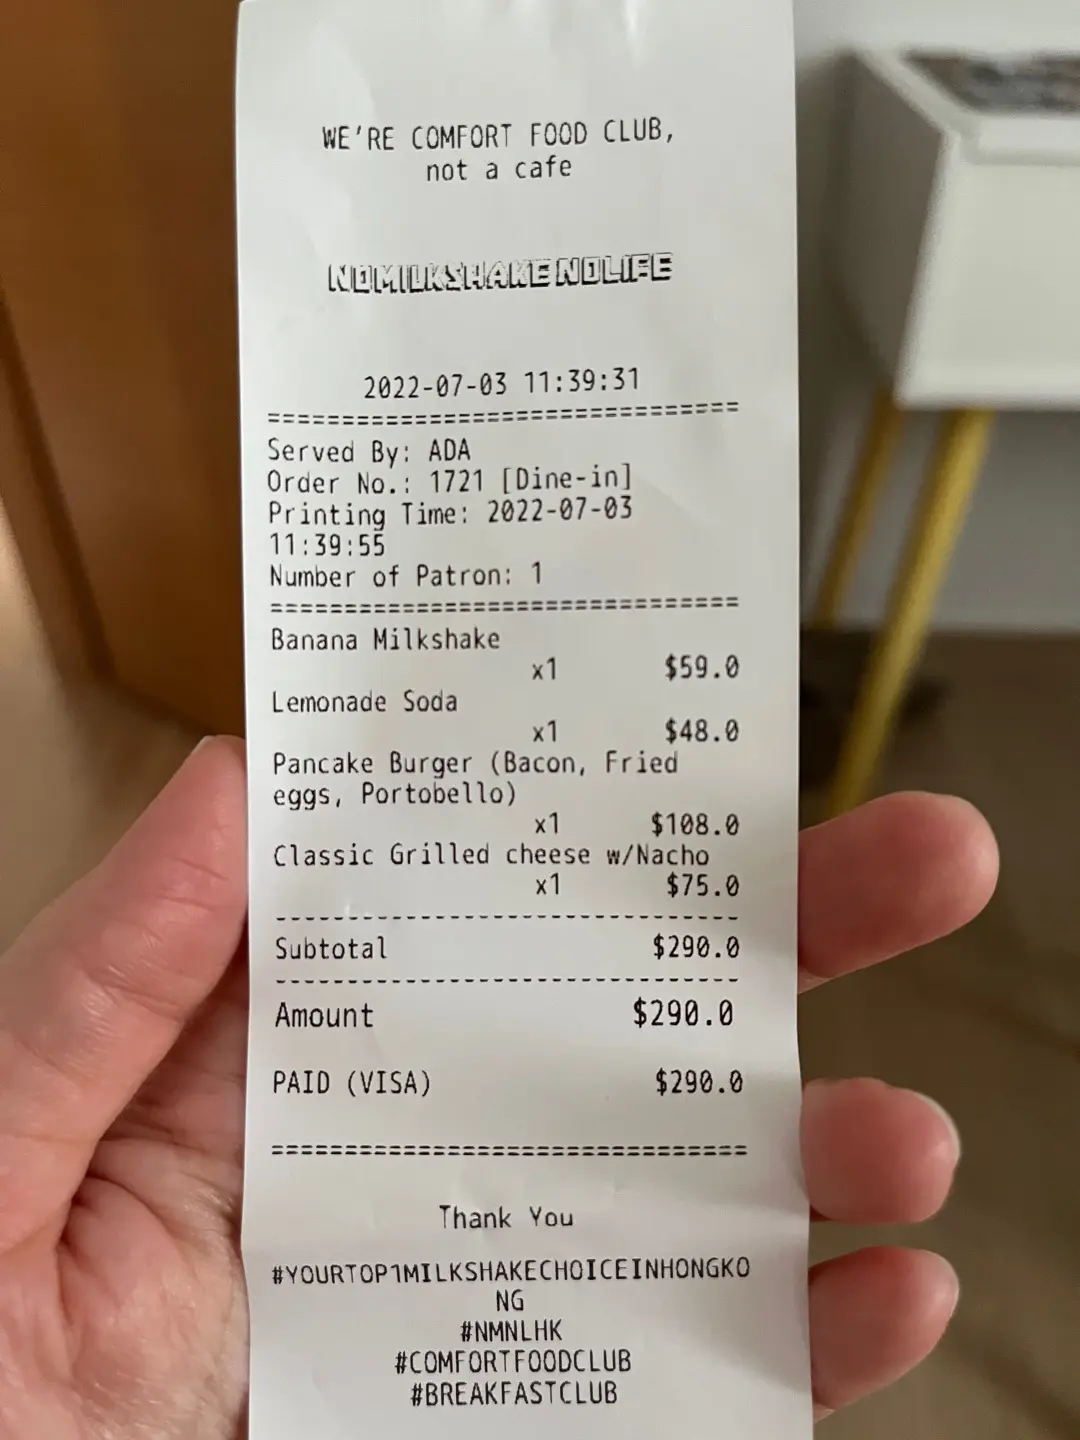 WE'RE COMFORT FOOD CLUB,
not a cafe
NOMILKSHAKENOLIFE
2022-07-03 11:39:31
================================
Served By: ADA
Order No.: 1721 [Dine-in]
Printing Time: 2022-07-03
11:39:55
Number of Patron: 1
================================
Banana Milkshake
x1 $59.0
Lemonade Soda
x1 $48.0
Pancake Burger (Bacon, Fried
eggs, Portobello)
x1 $108.0
Classic Grilled cheese w/Nacho
x1 $75.0
--------------------------------
Subtotal $290.0
--------------------------------
Amount $290.0
PAID (VISA) $290.0
================================
Thank You
#YOURTOP1MILKSHAKECHOICEINHONGKO
NG
#NMNLHK
#COMFORTFOODCLUB
#BREAKFASTCLUB